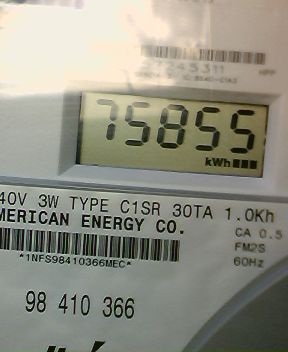 75855
kWh
40V 3W TYPE C1SR 30TA 1.0Kh
MERICAN ENERGY CO.
CA 0.5
*1NFS98410366MEC*
FM2S
60Hz
98 410 366